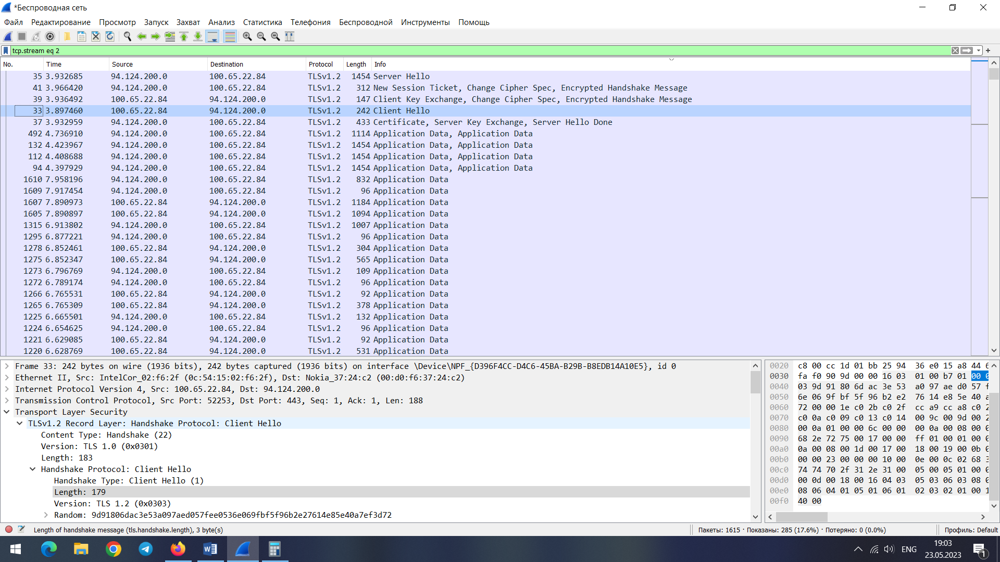 *Беспроводная сеть
Файл Редактирование Просмотр Запуск Захват Анализ Статистика Телефония Беспроводной Инструменты Помощь
tcp.stream eq 2
No. Time Source Destination Protocol Length Info
35 3.932685 94.124.200.0 100.65.22.84 TLSv1.2 1454 Server Hello
41 3.966420 94.124.200.0 100.65.22.84 TLSv1.2 312 New Session Ticket, Change Cipher Spec, Encrypted Handshake Message
39 3.936492 100.65.22.84 94.124.200.0 TLSv1.2 147 Client Key Exchange, Change Cipher Spec, Encrypted Handshake Message
33 3.897460 100.65.22.84 94.124.200.0 TLSv1.2 242 Client Hello
37 3.932959 94.124.200.0 100.65.22.84 TLSv1.2 433 Certificate, Server Key Exchange, Server Hello Done
492 4.736910 94.124.200.0 100.65.22.84 TLSv1.2 1114 Application Data, Application Data
132 4.423967 94.124.200.0 100.65.22.84 TLSv1.2 1454 Application Data, Application Data
112 4.408688 94.124.200.0 100.65.22.84 TLSv1.2 1454 Application Data, Application Data
94 4.397929 94.124.200.0 100.65.22.84 TLSv1.2 1454 Application Data, Application Data
1610 7.958196 94.124.200.0 100.65.22.84 TLSv1.2 832 Application Data
1609 7.917454 94.124.200.0 100.65.22.84 TLSv1.2 96 Application Data
1607 7.890973 100.65.22.84 94.124.200.0 TLSv1.2 1184 Application Data
1605 7.890897 100.65.22.84 94.124.200.0 TLSv1.2 1094 Application Data
1315 6.913802 94.124.200.0 100.65.22.84 TLSv1.2 1007 Application Data
1295 6.877221 94.124.200.0 100.65.22.84 TLSv1.2 96 Application Data
1278 6.852461 100.65.22.84 94.124.200.0 TLSv1.2 304 Application Data
1275 6.852347 100.65.22.84 94.124.200.0 TLSv1.2 565 Application Data
1273 6.796769 94.124.200.0 100.65.22.84 TLSv1.2 109 Application Data
1272 6.789174 94.124.200.0 100.65.22.84 TLSv1.2 96 Application Data
1266 6.765531 100.65.22.84 94.124.200.0 TLSv1.2 92 Application Data
1265 6.765309 100.65.22.84 94.124.200.0 TLSv1.2 378 Application Data
1225 6.665501 94.124.200.0 100.65.22.84 TLSv1.2 132 Application Data
1224 6.654625 94.124.200.0 100.65.22.84 TLSv1.2 96 Application Data
1221 6.629085 100.65.22.84 94.124.200.0 TLSv1.2 92 Application Data
1220 6.628769 100.65.22.84 94.124.200.0 TLSv1.2 531 Application Data
Frame 33: 242 bytes on wire (1936 bits), 242 bytes captured (1936 bits) on interface \Device\NPF_{D396F4CC-D4C6-45BA-B29B-B8EDB14A10E5}, id 0
Ethernet II, Src: IntelCor_02:f6:2f (0c:54:15:02:f6:2f), Dst: Nokia_37:24:c2 (00:d0:f6:37:24:c2)
Internet Protocol Version 4, Src: 100.65.22.84, Dst: 94.124.200.0
Transmission Control Protocol, Src Port: 52253, Dst Port: 443, Seq: 1, Ack: 1, Len: 188
Transport Layer Security
TLSv1.2 Record Layer: Handshake Protocol: Client Hello
Content Type: Handshake (22)
Version: TLS 1.0 (0x0301)
Length: 183
Handshake Protocol: Client Hello
Handshake Type: Client Hello (1)
Length: 179
Version: TLS 1.2 (0x0303)
Random: 9d91806dac3e53a097aed057fee0536e069fbf5f96b2e27614e85e40a7ef3d72
0020 c8 00 cc 1d 01 bb 25 94 36 e0 15 a8 44
0030 fa f0 90 9d 00 00 16 03 01 00 b7 01 00
0040 03 9d 91 80 6d ac 3e 53 a0 97 ae d0 57
0050 6e 06 9f bf 5f 96 b2 e2 76 14 e8 5e 40
0060 72 00 00 1e c0 2b c0 2f cc a9 cc a8 c0
0070 c0 0a c0 09 c0 13 c0 14 00 9c 00 9d 00
0080 00 0a 01 00 00 6c 00 00 00 0a 00 08 00
0090 68 2e 72 75 00 17 00 00 ff 01 00 01 00
00a0 0a 00 08 00 1d 00 17 00 18 00 19 00 0b
00b0 00 00 23 00 00 00 10 00 0e 00 0c 02 68
00c0 74 74 70 2f 31 2e 31 00 05 00 05 01 00
00d0 00 0d 00 18 00 16 04 03 05 03 06 03 08
00e0 08 06 04 01 05 01 06 01 02 03 02 01 00
00f0 40 00
Length of handshake message (tls.handshake.length), 3 byte(s)
Пакеты: 1615 · Показаны: 285 (17.6%) · Потеряно: 0 (0.0%)
Профиль: Default
ENG
19:03
23.05.2023
1